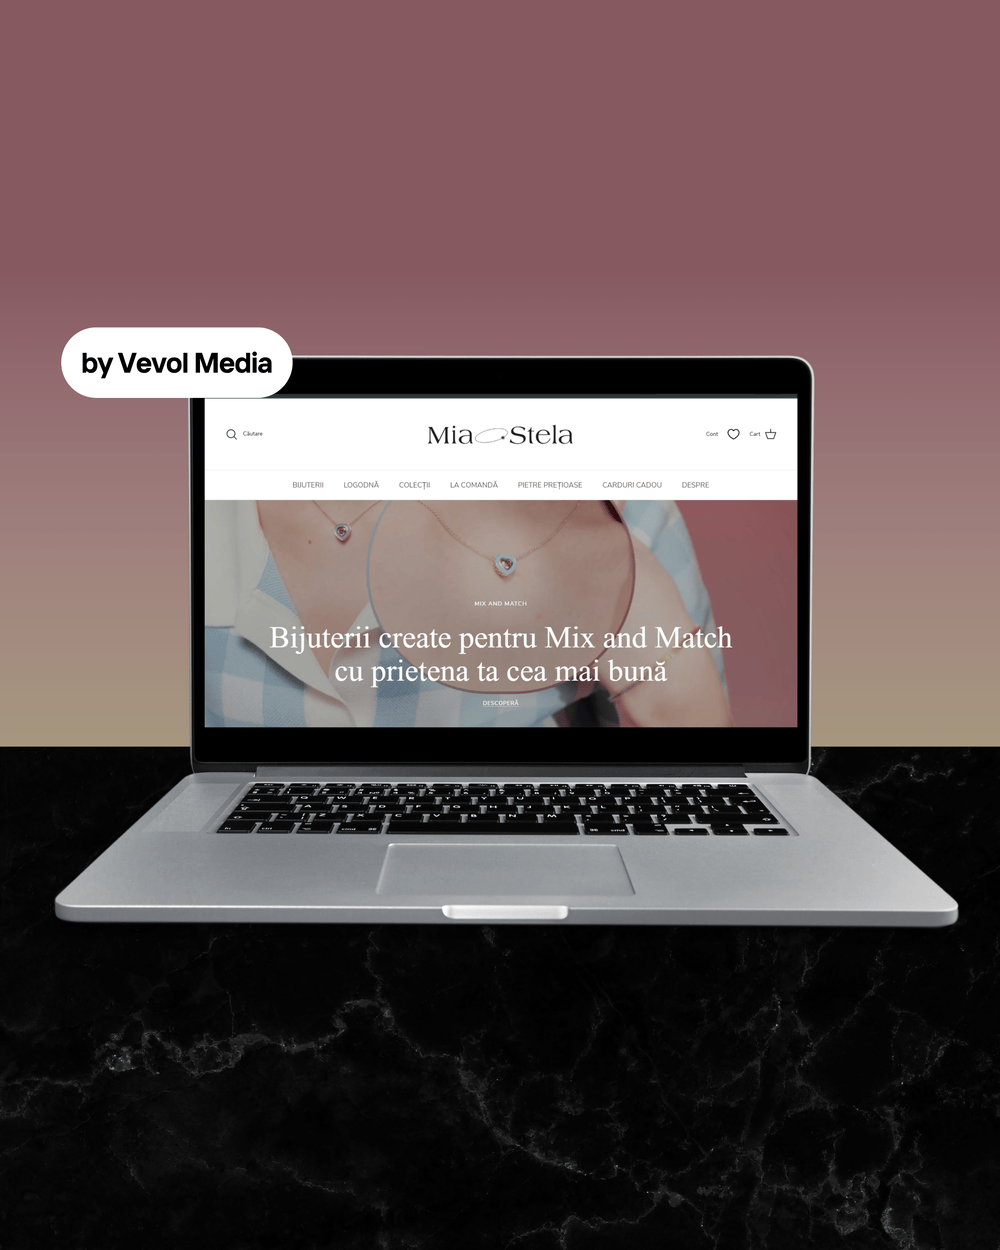 by Vevol Media
Căutare
Mia Stela
Cont
Cart
BIJUTERII LOGODNĂ COLECȚII LA COMANDĂ PIETRE PREȚIOASE CARDURI CADOU DESPRE
MIX AND MATCH
Bijuterii create pentru Mix and Match
cu prietena ta cea mai bună
DESCOPERĂ